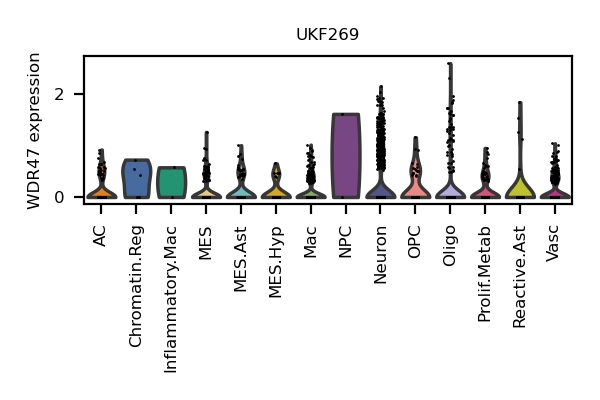 UKF269
WDR47 expression
2
0
AC
Chromatin.Reg
Inflammatory.Mac
MES
MES.Ast
MES.Hyp
Mac
NPC
Neuron
OPC
Oligo
Prolif.Metab
Reactive.Ast
Vasc